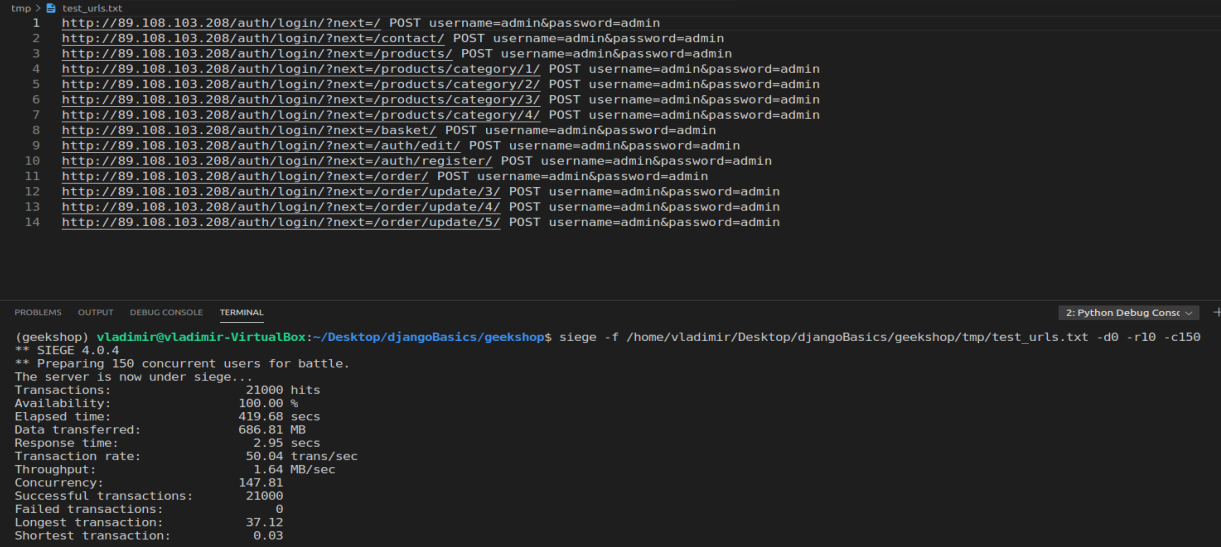 tmp > test_urls.txt
1 http://89.108.103.208/auth/login/?next=/ POST username=admin&password=admin
2 http://89.108.103.208/auth/login/?next=/contact/ POST username=admin&password=admin
3 http://89.108.103.208/auth/login/?next=/products/ POST username=admin&password=admin
4 http://89.108.103.208/auth/login/?next=/products/category/1/ POST username=admin&password=admin
5 http://89.108.103.208/auth/login/?next=/products/category/2/ POST username=admin&password=admin
6 http://89.108.103.208/auth/login/?next=/products/category/3/ POST username=admin&password=admin
7 http://89.108.103.208/auth/login/?next=/products/category/4/ POST username=admin&password=admin
8 http://89.108.103.208/auth/login/?next=/basket/ POST username=admin&password=admin
9 http://89.108.103.208/auth/login/?next=/auth/edit/ POST username=admin&password=admin
10 http://89.108.103.208/auth/login/?next=/auth/register/ POST username=admin&password=admin
11 http://89.108.103.208/auth/login/?next=/order/ POST username=admin&password=admin
12 http://89.108.103.208/auth/login/?next=/order/update/3/ POST username=admin&password=admin
13 http://89.108.103.208/auth/login/?next=/order/update/4/ POST username=admin&password=admin
14 http://89.108.103.208/auth/login/?next=/order/update/5/ POST username=admin&password=admin
PROBLEMS OUTPUT DEBUG CONSOLE TERMINAL 2: Python Debug Consc
(geekshop) vladimir@vladimir-VirtualBox:~/Desktop/djangoBasics/geekshop$ siege -f /home/vladimir/Desktop/djangoBasics/geekshop/tmp/test_urls.txt -d0 -r10 -c150
** SIEGE 4.0.4
** Preparing 150 concurrent users for battle.
The server is now under siege...
Transactions: 21000 hits
Availability: 100.00 %
Elapsed time: 419.68 secs
Data transferred: 686.81 MB
Response time: 2.95 secs
Transaction rate: 50.04 trans/sec
Throughput: 1.64 MB/sec
Concurrency: 147.81
Successful transactions: 21000
Failed transactions: 0
Longest transaction: 37.12
Shortest transaction: 0.03